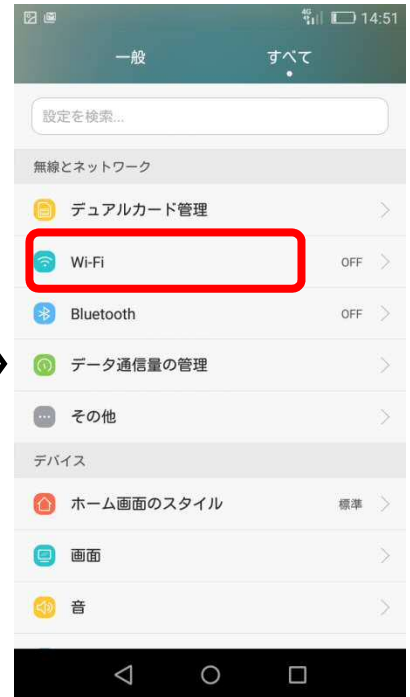 4G 14:51
一般 すべて
設定を検索...
無線とネットワーク
デュアルカード管理
Wi-Fi OFF
Bluetooth OFF
データ通信量の管理
その他
デバイス
ホーム画面のスタイル 標準
画面
音